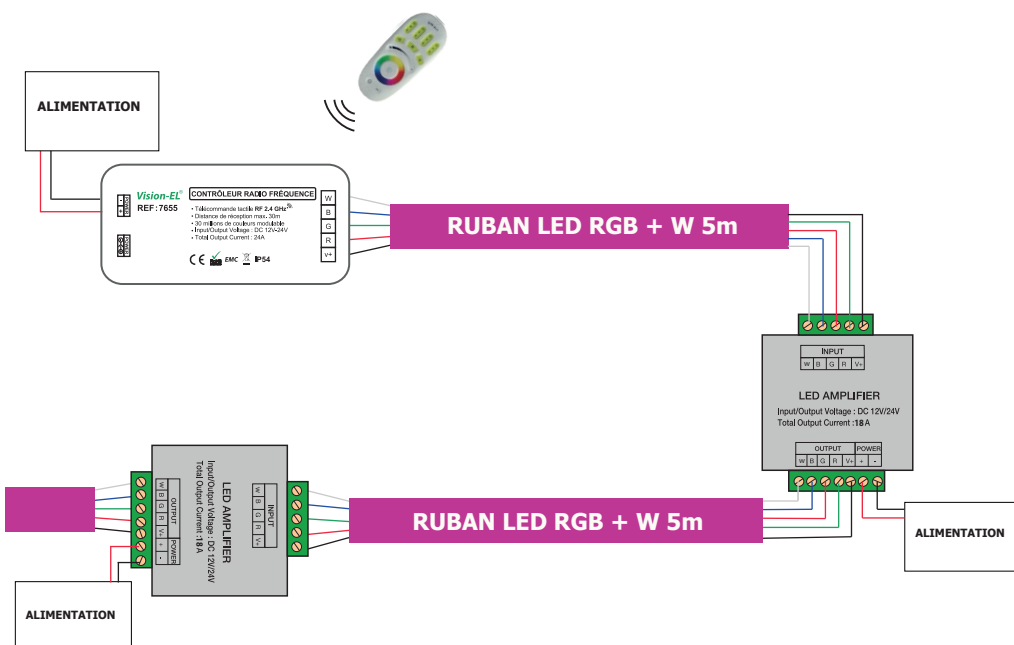 ALIMENTATION
Vision-EL®
REF : 7655
CONTRÔLEUR RADIO FRÉQUENCE
• Télécommande tactile RF 2.4 GHz
• Distance de réception max. 30m
• 30 millions de couleurs modulable
• Input/Output Voltage : DC 12V-24V
• Total Output Current : 24A
CE EMC IP54
- +
POWER
W
B
G
R
V+
RUBAN LED RGB + W 5m
INPUT
W B G R V+
LED AMPLIFIER
Input/Output Voltage : DC 12V/24V
Total Output Current :18A
OUTPUT POWER
W B G R V+ + -
ALIMENTATION
RUBAN LED RGB + W 5m
INPUT
W B G R V+
LED AMPLIFIER
Input/Output Voltage : DC 12V/24V
Total Output Current :18A
OUTPUT POWER
W B G R V+ + -
ALIMENTATION